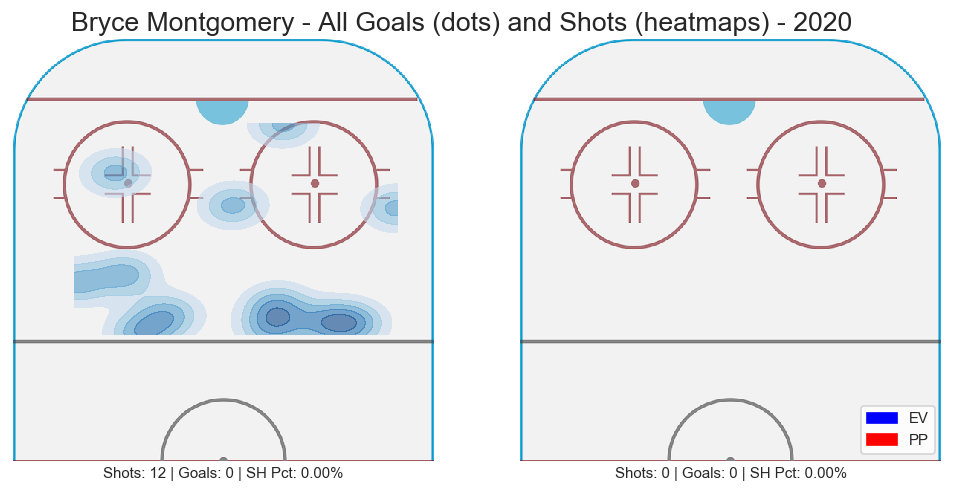 Bryce Montgomery - All Goals (dots) and Shots (heatmaps) - 2020
EV
PP
Shots: 12 | Goals: 0 | SH Pct: 0.00%
Shots: 0 | Goals: 0 | SH Pct: 0.00%